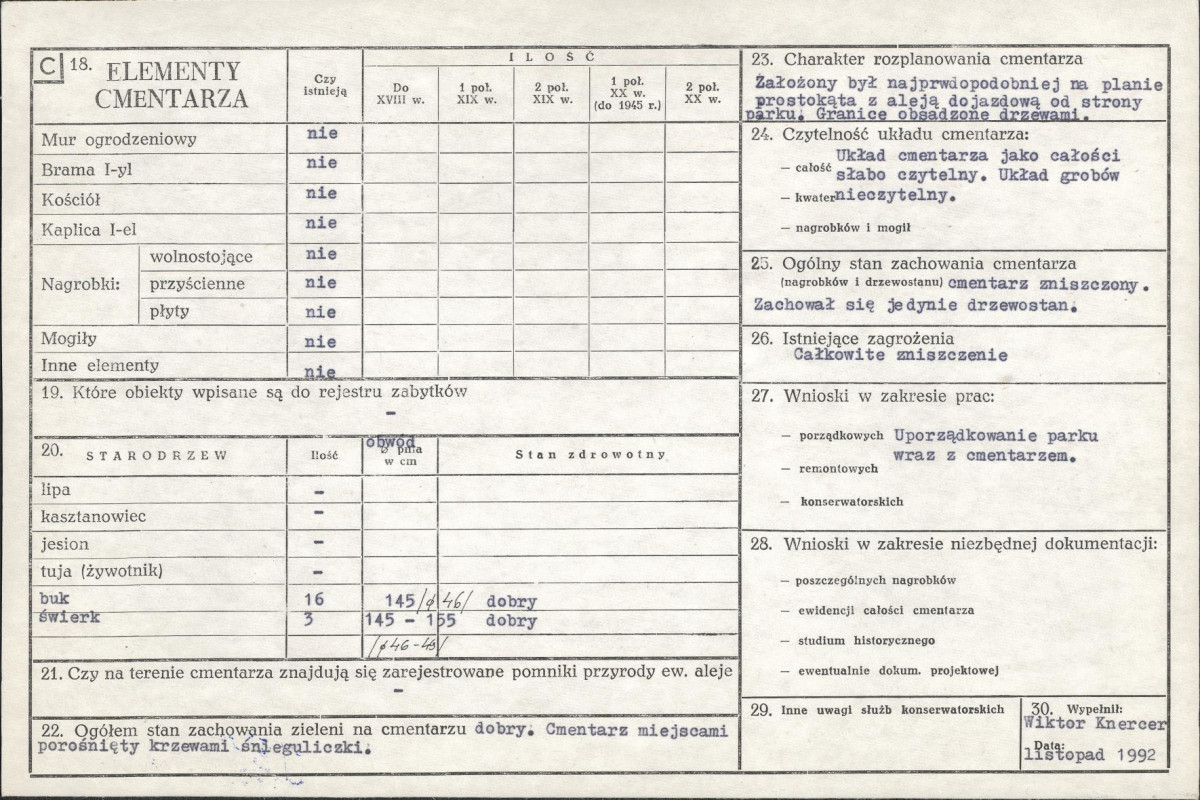 C 18. ELEMENTY
CMENTARZA
Czy
istnieją
ILOŚĆ
Do
XVIII w.
1 poł.
XIX w.
2 poł.
XIX w.
1 poł.
XX w.
(do 1945 r.)
2 poł.
XX w.
Mur ogrodzeniowy nie
Brama I-yl nie
Kościół nie
Kaplica I-el nie
Nagrobki:
wolnostojące nie
przyścienne nie
płyty nie
Mogiły nie
Inne elementy nie
19. Które obiekty wpisane są do rejestru zabytków
–
20. STARODRZEW
Ilość
obwód
ø pnia
w cm
Stan zdrowotny
lipa –
kasztanowiec –
jesion –
tuja (żywotnik) –
buk 16 145 /ø 46/ dobry
świerk 3 145 – 155 dobry
/ø46-49/
21. Czy na terenie cmentarza znajdują się zarejestrowane pomniki przyrody ew. aleje
–
22. Ogółem stan zachowania zieleni na cmentarzu dobry. Cmentarz miejscami
porośnięty krzewami śnieguliczki.
23. Charakter rozplanowania cmentarza
Założony był najprwdopodobniej na planie
prostokąta z aleją dojazdową od strony
parku. Granice obsadzone drzewami.
24. Czytelność układu cmentarza:
– całość Układ cmentarza jako całości
słabo czytelny. Układ grobów
– kwater nieczytelny.
– nagrobków i mogił
25. Ogólny stan zachowania cmentarza
(nagrobków i drzewostanu) cmentarz zniszczony.
Zachował się jedynie drzewostan.
26. Istniejące zagrożenia
Całkowite zniszczenie
27. Wnioski w zakresie prac:
– porządkowych Uporządkowanie parku
wraz z cmentarzem.
– remontowych
– konserwatorskich
28. Wnioski w zakresie niezbędnej dokumentacji:
– poszczególnych nagrobków
– ewidencji całości cmentarza
– studium historycznego
– ewentualnie dokum. projektowej
29. Inne uwagi służb konserwatorskich
30. Wypełnił:
Wiktor Knercer
Data:
listopad 1992